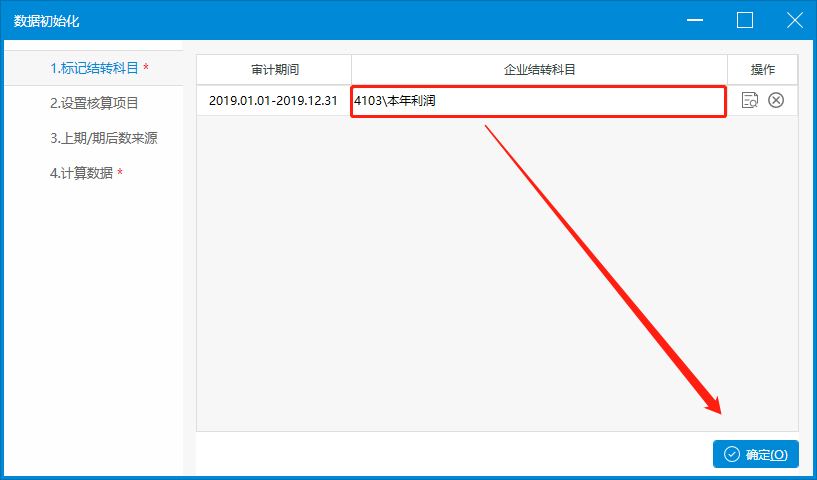 数据初始化
1.标记结转科目 *
2.设置核算项目
3.上期/期后数来源
4.计算数据 *
审计期间 企业结转科目 操作
2019.01.01-2019.12.31 4103\本年利润
确定(O)